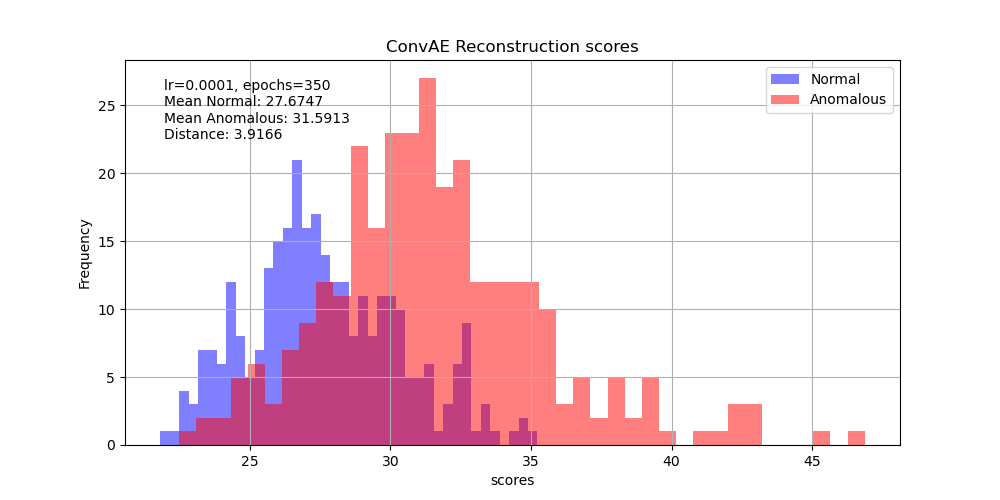 ConvAE Reconstruction scores
lr=0.0001, epochs=350
Mean Normal: 27.6747
Mean Anomalous: 31.5913
Distance: 3.9166
Normal
Anomalous
Frequency
25
20
15
10
5
0
25 30 35 40 45
scores